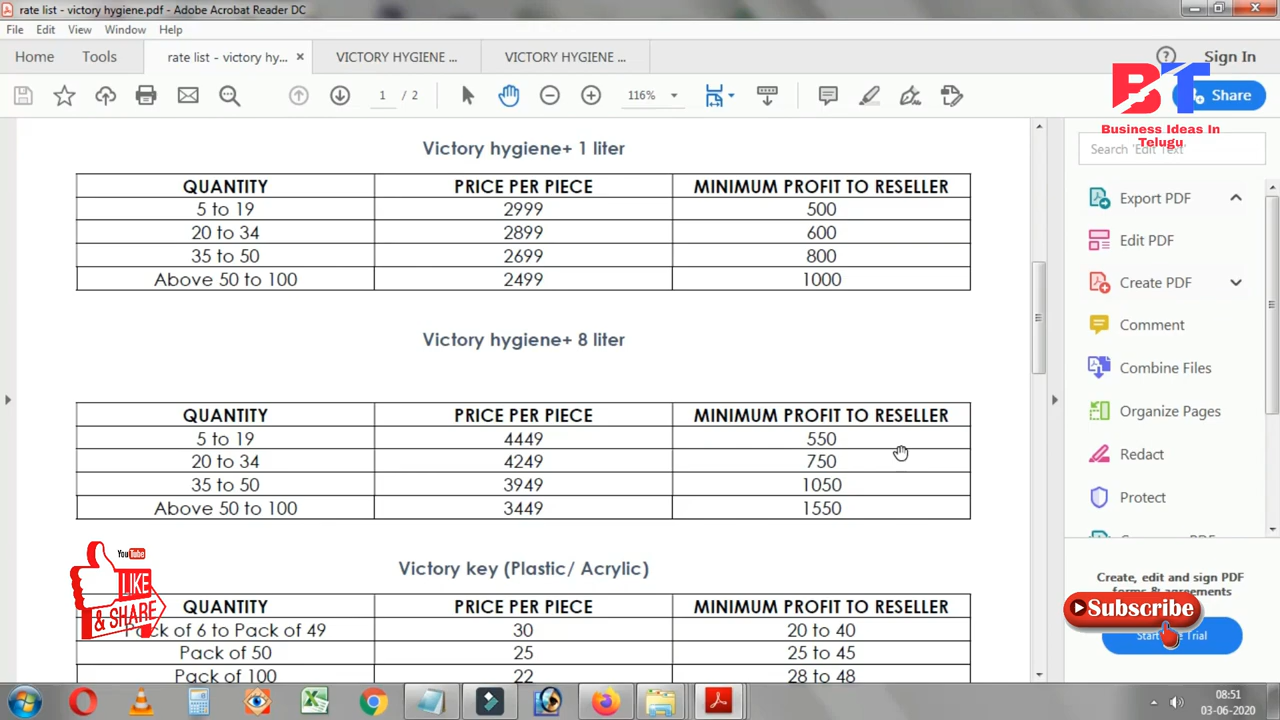 rate list - victory hygiene.pdf - Adobe Acrobat Reader DC
File Edit View Window Help
Home Tools rate list - victory hy... × VICTORY HYGIENE ... VICTORY HYGIENE ... Sign In
1 / 2 116% Share
BT
Business Ideas In
Telugu
Search 'Edit Text'
Victory hygiene+ 1 liter
QUANTITY PRICE PER PIECE MINIMUM PROFIT TO RESELLER
5 to 19 2999 500
20 to 34 2899 600
35 to 50 2699 800
Above 50 to 100 2499 1000
Victory hygiene+ 8 liter
QUANTITY PRICE PER PIECE MINIMUM PROFIT TO RESELLER
5 to 19 4449 550
20 to 34 4249 750
35 to 50 3949 1050
Above 50 to 100 3449 1550
Victory key (Plastic/ Acrylic)
QUANTITY PRICE PER PIECE MINIMUM PROFIT TO RESELLER
of 6 to Pack of 49 30 20 to 40
Pack of 50 25 25 to 45
Pack of 100 22 28 to 48
Export PDF
Edit PDF
Create PDF
Comment
Combine Files
Organize Pages
Redact
Protect
Create, edit and sign PDF
forms & agreements
Subscribe
Start Trial
YouTube
LIKE
& SHARE
08:51
03-06-2020